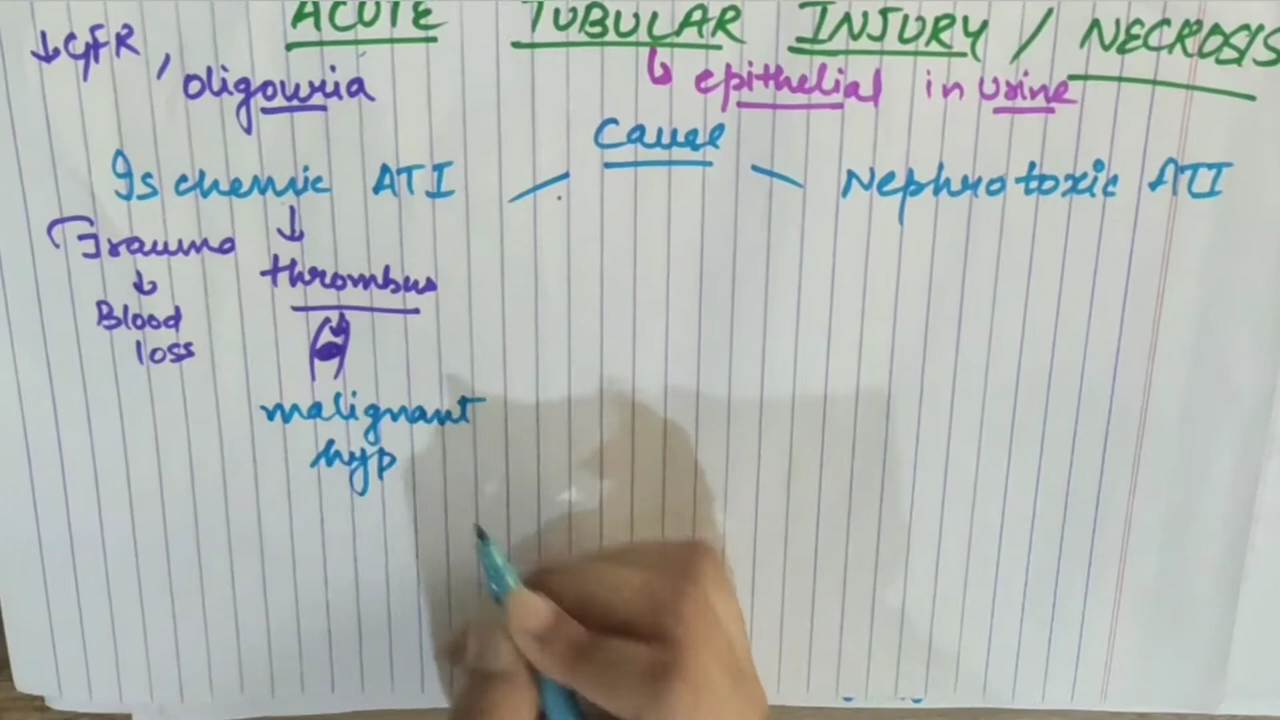 ACUTE TUBULAR INJURY / NECROSIS
↓GFR, oligouria
↳ epithelial in urine
Cause
Ischemic ATI
Nephrotoxic ATI
Trauma
↓
Blood
loss
↓
thrombus
malignant
hyp